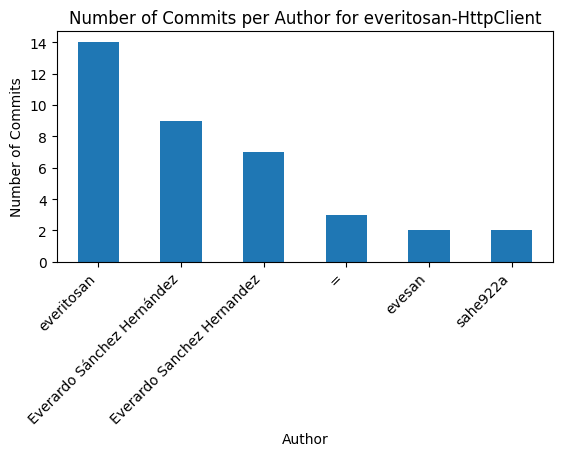 Number of Commits per Author for everitosan-HttpClient
14
12
10
8
6
4
2
0
Number of Commits
everitosan
Everardo Sánchez Hernández
Everardo Sanchez Hernandez
=
evesan
sahe922a
Author